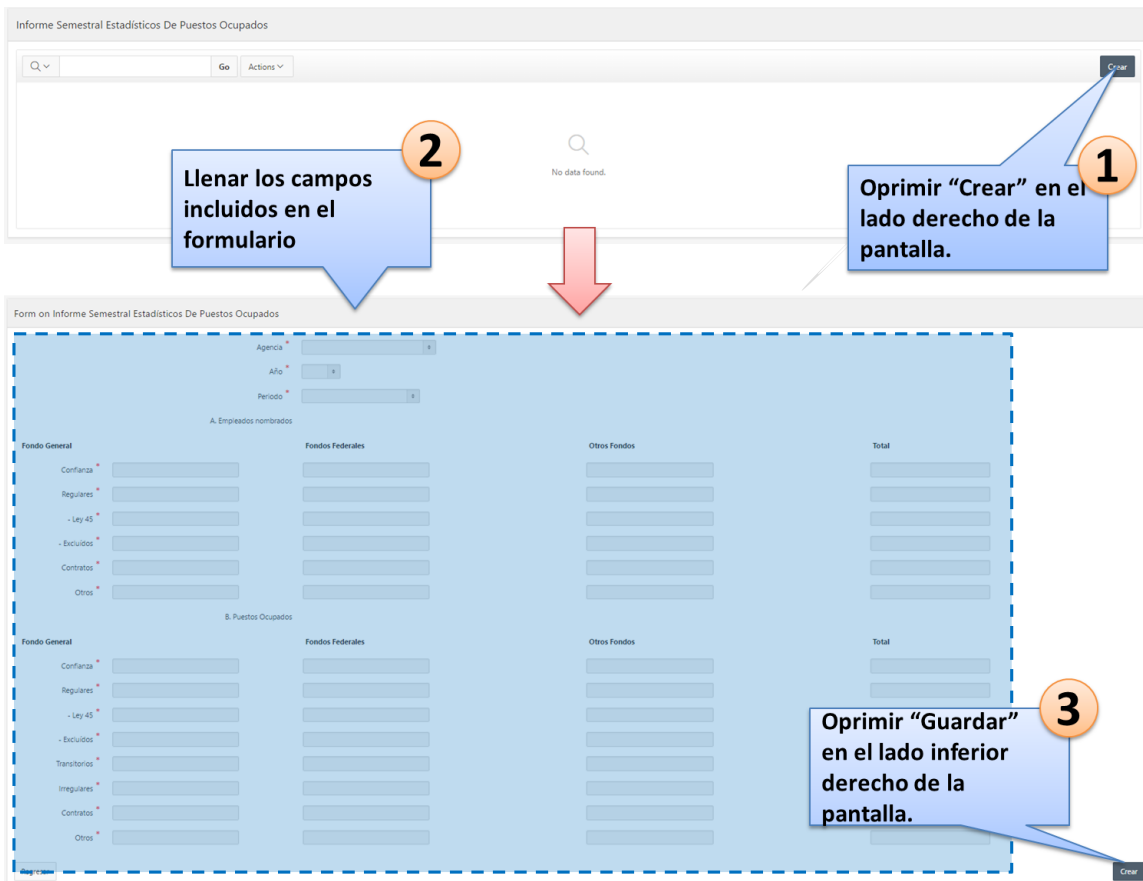 Informe Semestral Estadísticos De Puestos Ocupados
Go
Actions
Crear
2
1
No data found.
Llenar los campos
incluidos en el
formulario
Oprimir “Crear” en el
lado derecho de la
pantalla.
Form on Informe Semestral Estadísticos De Puestos Ocupados
Agencia *
Año *
Periodo *
A. Empleados nombrados
Fondo General Fondos Federales Otros Fondos Total
Confianza *
Regulares *
- Ley 45 *
- Excluídos *
Contratos *
Otros *
B. Puestos Ocupados
Fondo General Fondos Federales Otros Fondos Total
Confianza *
Regulares *
- Ley 45 *
- Excluídos *
Transitorios *
Irregulares *
Contratos *
Otros *
3
Oprimir “Guardar”
en el lado inferior
derecho de la
pantalla.
Regresar
Crear